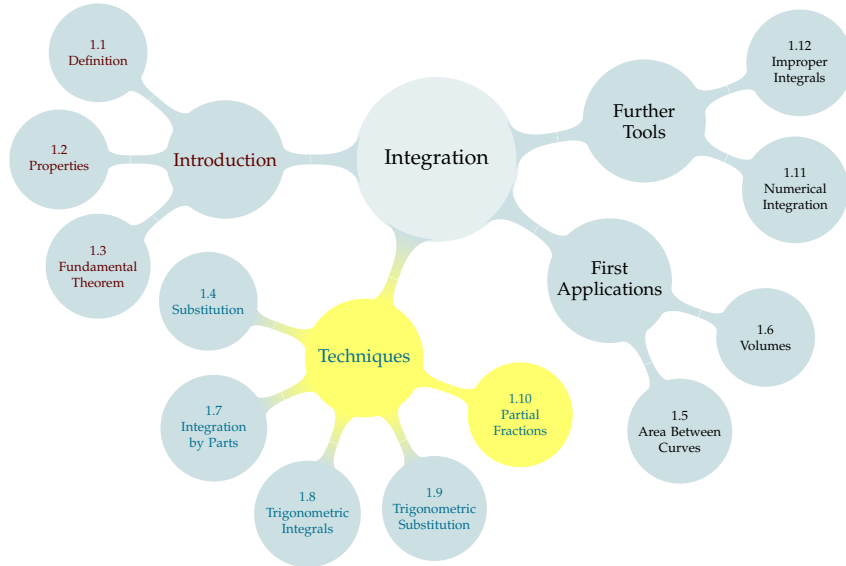 1.1
Definition
1.2
Properties
1.3
Fundamental
Theorem
Introduction
Integration
Further
Tools
1.12
Improper
Integrals
1.11
Numerical
Integration
First
Applications
1.6
Volumes
1.5
Area Between
Curves
Techniques
1.4
Substitution
1.7
Integration
by Parts
1.8
Trigonometric
Integrals
1.9
Trigonometric
Substitution
1.10
Partial
Fractions